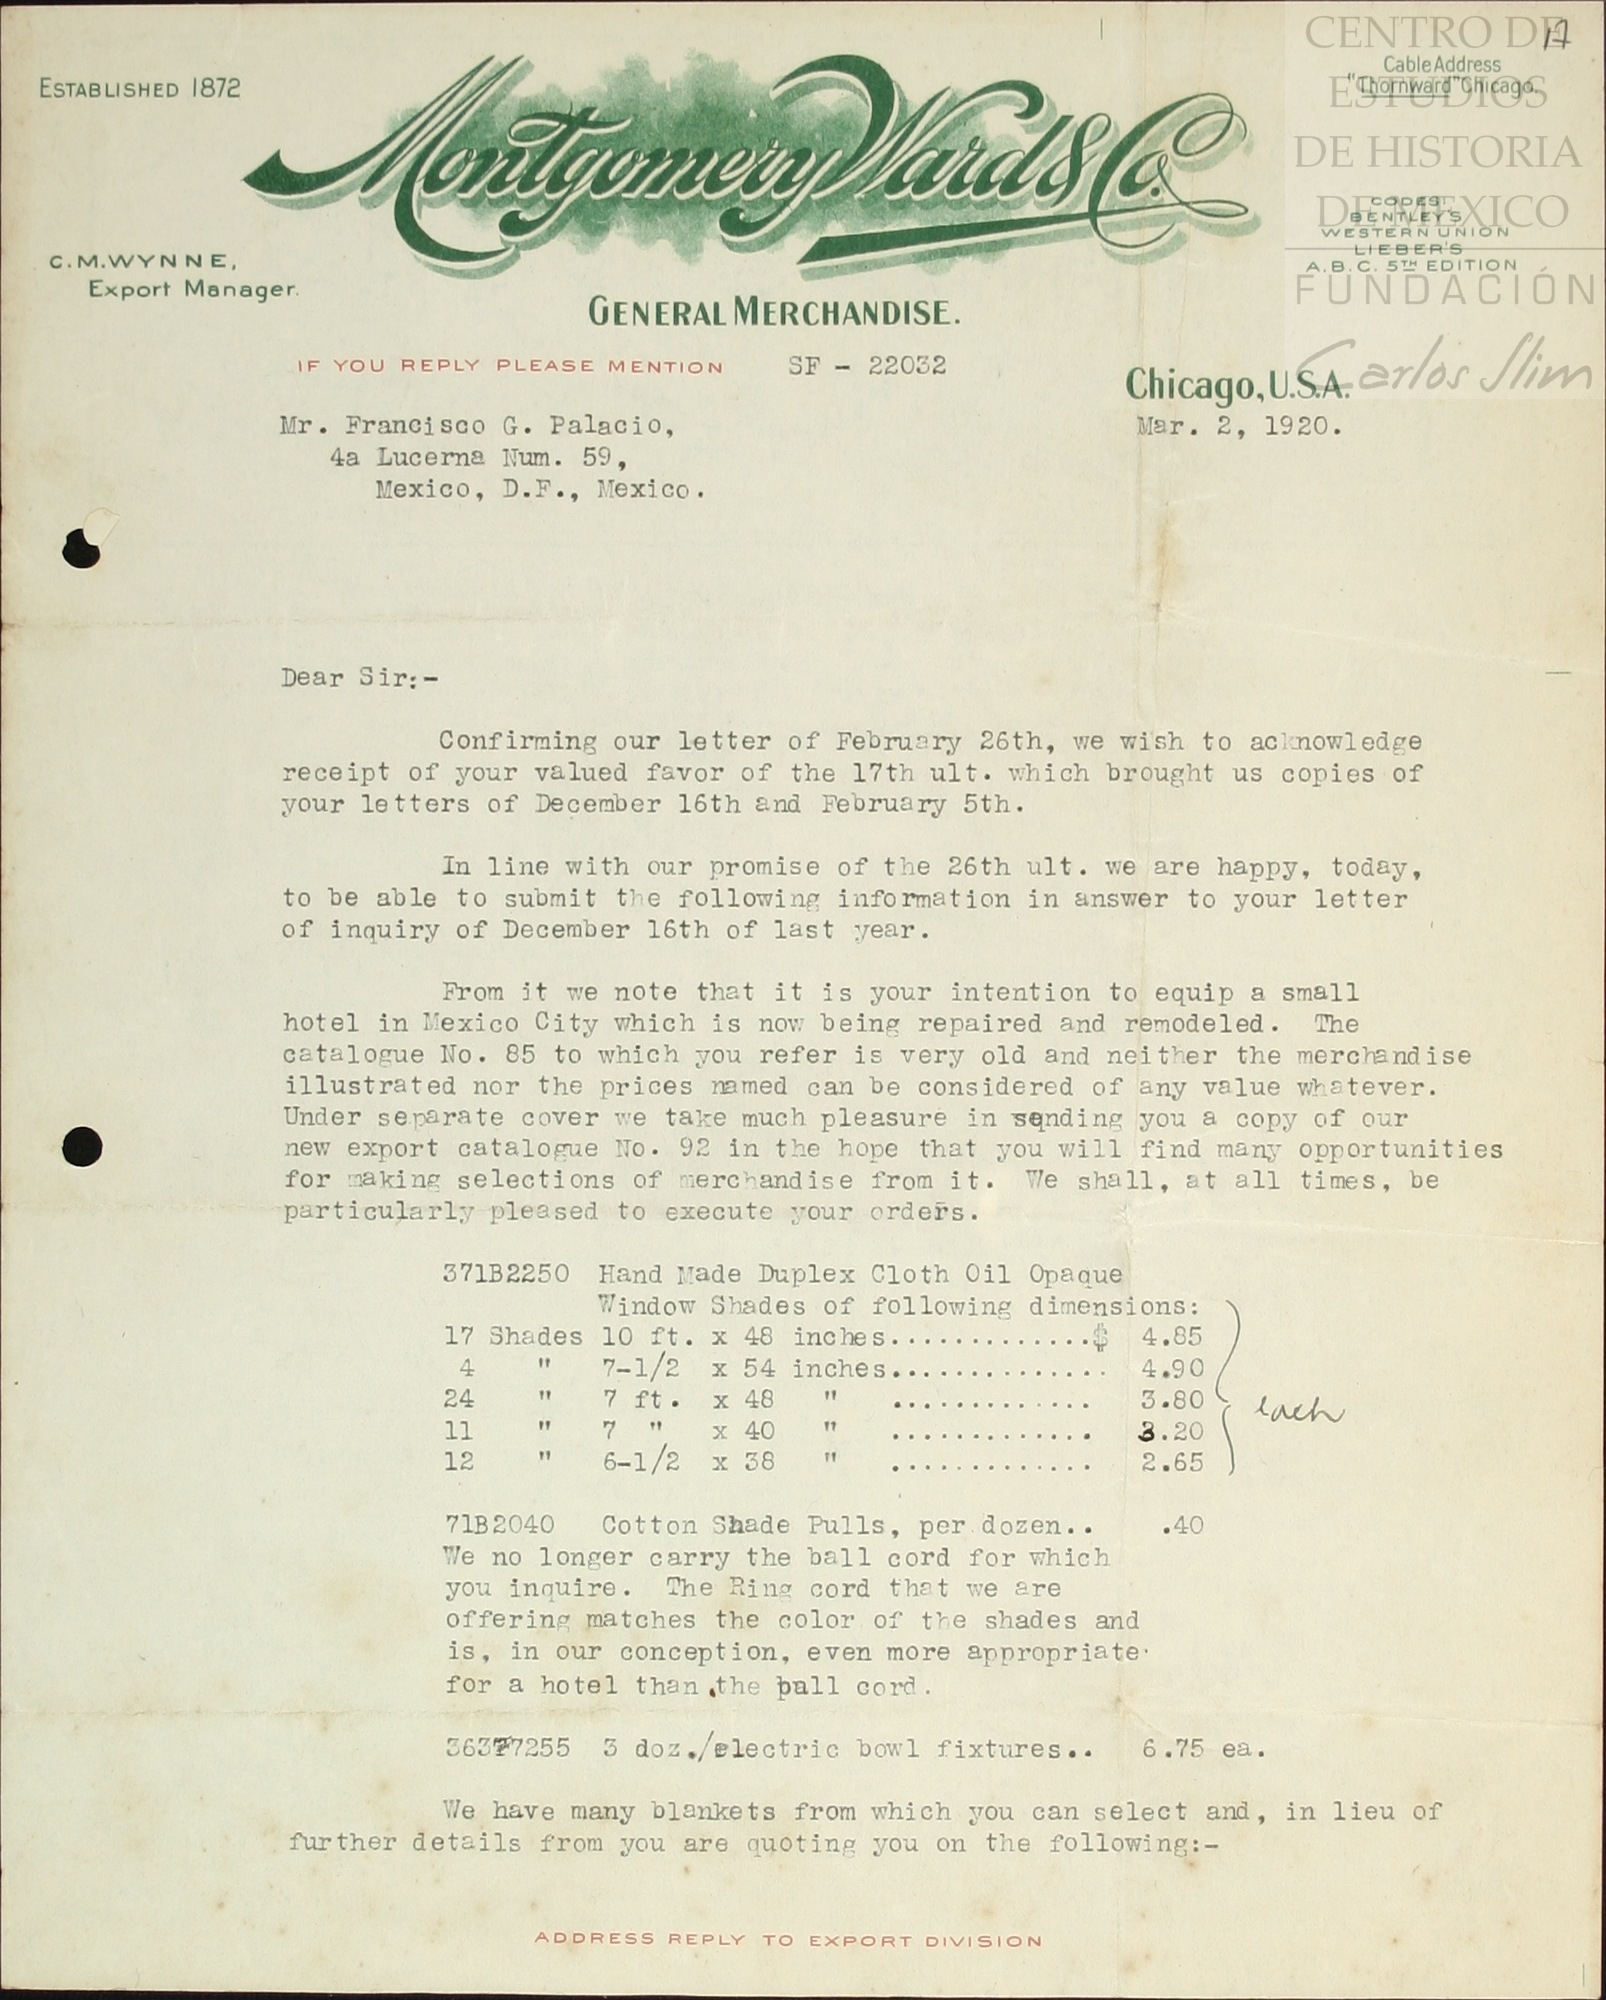 17
CENTRO DE
ESTUDIOS
DE HISTORIA
DE MEXICO
FUNDACIÓN
Carlos Slim
ESTABLISHED 1872
Cable Address
"Thornward" Chicago.
Montgomery Ward & Co.
CODES:
BENTLEY'S
WESTERN UNION
LIEBER'S
A.B.C. 5TH EDITION
C.M.WYNNE,
Export Manager.
GENERAL MERCHANDISE.
IF YOU REPLY PLEASE MENTION SF - 22032
Chicago, U.S.A.
Mar. 2, 1920.
Mr. Francisco G. Palacio,
4a Lucerna Num. 59,
Mexico, D.F., Mexico.
Dear Sir:-
Confirming our letter of February 26th, we wish to acknowledge
receipt of your valued favor of the 17th ult. which brought us copies of
your letters of December 16th and February 5th.
In line with our promise of the 26th ult. we are happy, today,
to be able to submit the following information in answer to your letter
of inquiry of December 16th of last year.
From it we note that it is your intention to equip a small
hotel in Mexico City which is now being repaired and remodeled. The
catalogue No. 85 to which you refer is very old and neither the merchandise
illustrated nor the prices named can be considered of any value whatever.
Under separate cover we take much pleasure in sending you a copy of our
new export catalogue No. 92 in the hope that you will find many opportunities
for making selections of merchandise from it. We shall, at all times, be
particularly pleased to execute your orders.
371B2250 Hand Made Duplex Cloth Oil Opaque
Window Shades of following dimensions:
17 Shades 10 ft. x 48 inches.............$ 4.85
4 " 7-1/2 x 54 inches.............. 4.90
24 " 7 ft. x 48 " ............. 3.80
each
11 " 7 " x 40 " ............. 3.20
12 " 6-1/2 x 38 " ............. 2.65
71B2040 Cotton Shade Pulls, per dozen.. .40
We no longer carry the ball cord for which
you inquire. The Ring cord that we are
offering matches the color of the shades and
is, in our conception, even more appropriate
for a hotel than the ball cord.
363F7255 3 doz./electric bowl fixtures.. 6.75 ea.
We have many blankets from which you can select and, in lieu of
further details from you are quoting you on the following:-
ADDRESS REPLY TO EXPORT DIVISION